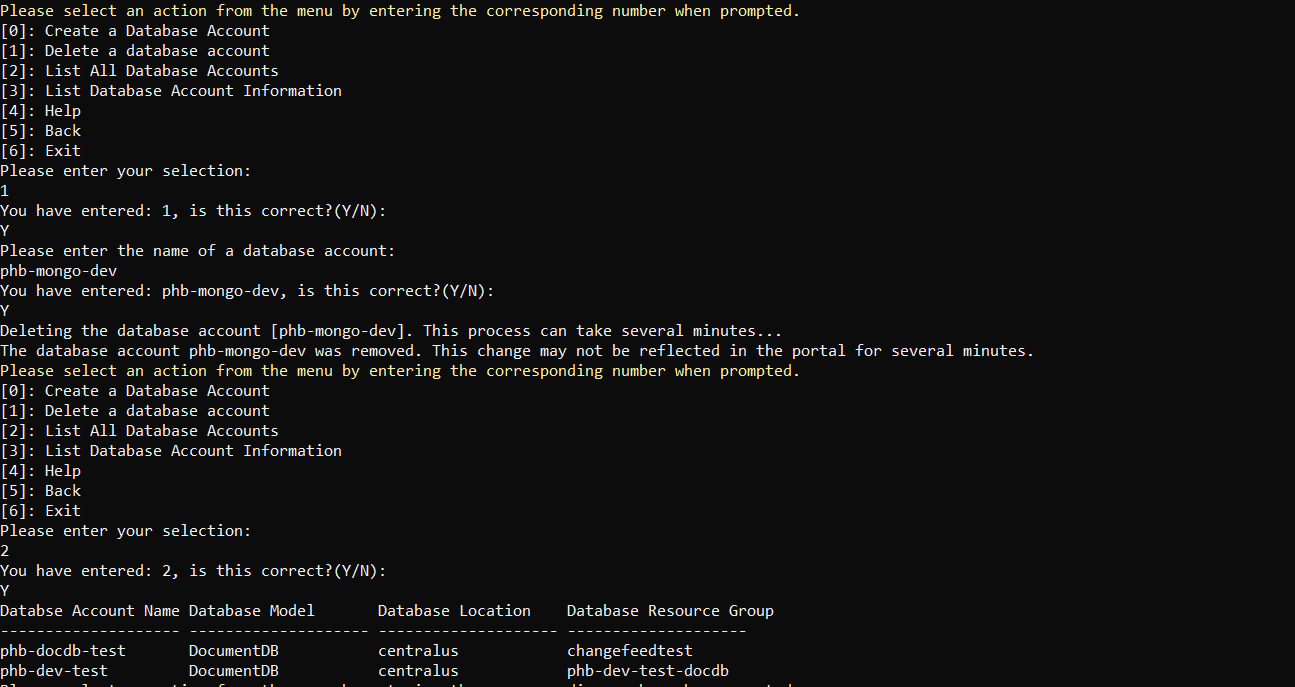 Please select an action from the menu by entering the corresponding number when prompted.
[0]: Create a Database Account
[1]: Delete a database account
[2]: List All Database Accounts
[3]: List Database Account Information
[4]: Help
[5]: Back
[6]: Exit
Please enter your selection:
1
You have entered: 1, is this correct?(Y/N):
Y
Please enter the name of a database account:
phb-mongo-dev
You have entered: phb-mongo-dev, is this correct?(Y/N):
Y
Deleting the database account [phb-mongo-dev]. This process can take several minutes...
The database account phb-mongo-dev was removed. This change may not be reflected in the portal for several minutes.
Please select an action from the menu by entering the corresponding number when prompted.
[0]: Create a Database Account
[1]: Delete a database account
[2]: List All Database Accounts
[3]: List Database Account Information
[4]: Help
[5]: Back
[6]: Exit
Please enter your selection:
2
You have entered: 2, is this correct?(Y/N):
Y
Databse Account Name Database Model       Database Location    Database Resource Group
-------------------- -------------------- -------------------- --------------------
phb-docdb-test       DocumentDB           centralus            changefeedtest
phb-dev-test         DocumentDB           centralus            phb-dev-test-docdb